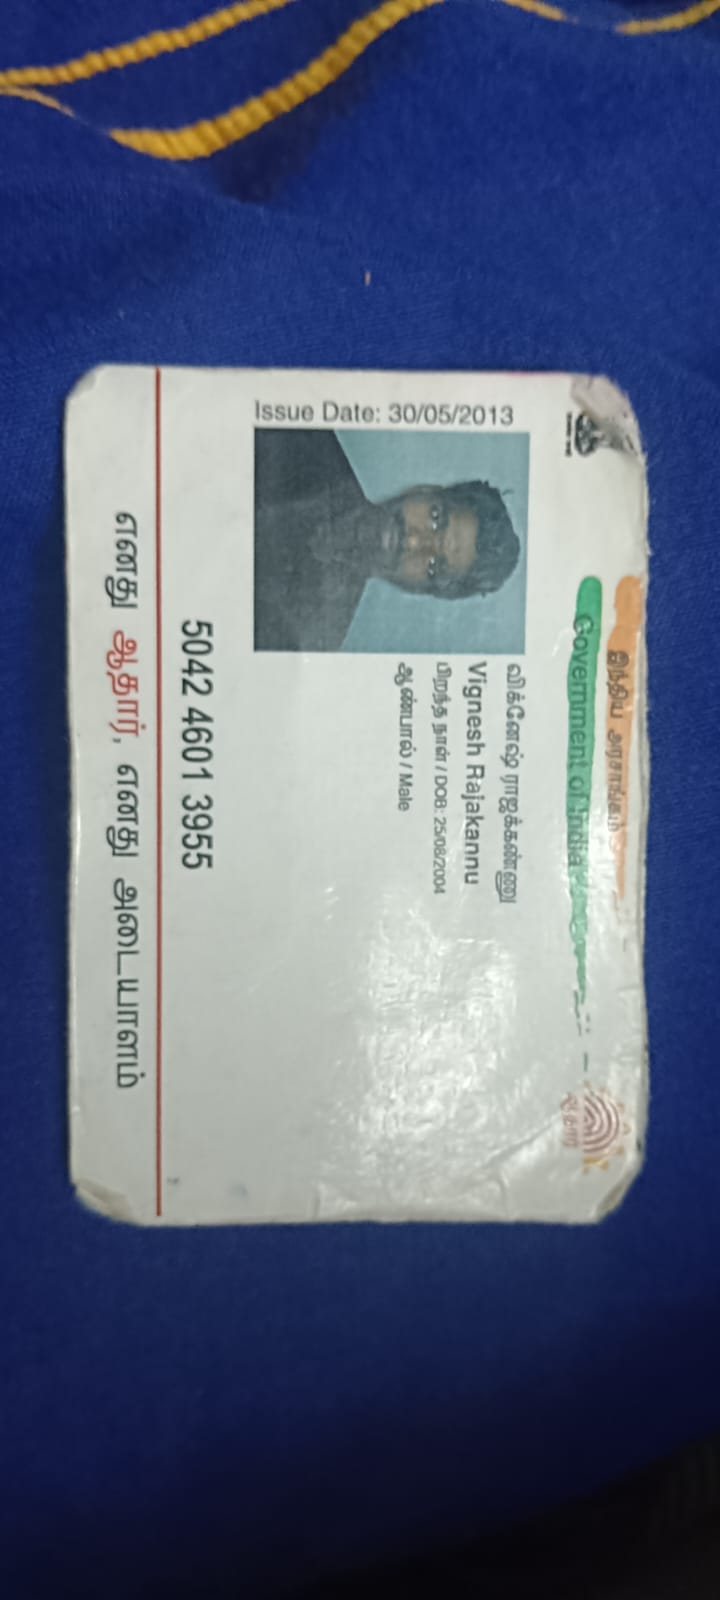 இந்திய அரசாங்கம்
Government of India
Issue Date: 30/05/2013
விக்னேஷ் ராஜக்கண்ணு
Vignesh Rajakannu
பிறந்த நாள் / DOB: 25/08/2004
ஆண்பால் / Male
5042 4601 3955
எனது ஆதார், எனது அடையாளம்